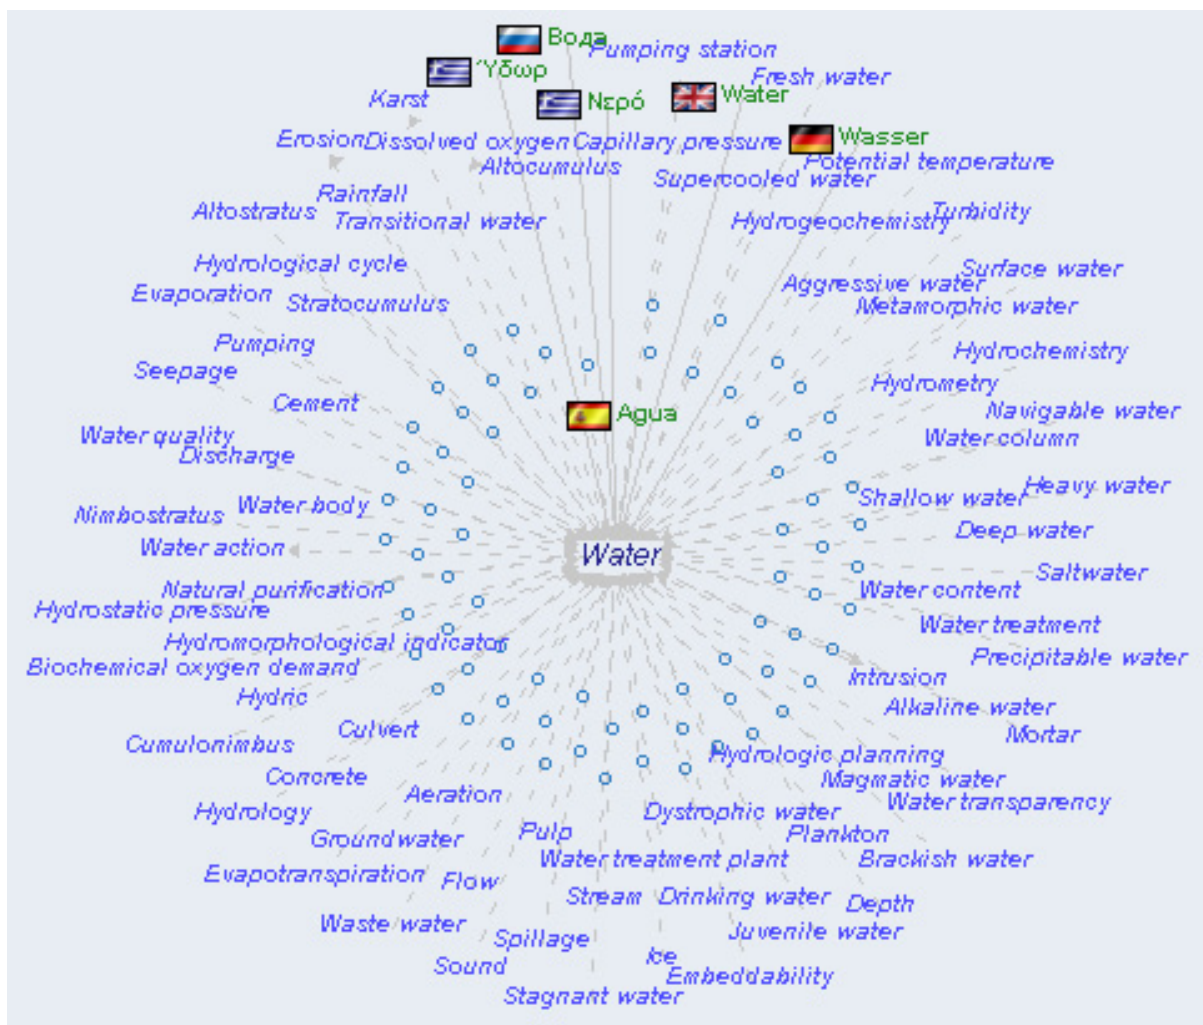 Вода
Pumping station
Ύδωρ
Fresh water
Karst
Νερό
Water
Erosion
Dissolved oxygen
Capillary pressure
Wasser
Altocumulus
Potential temperature
Rainfall
Supercooled water
Altostratus
Transitional water
Hydrogeochemistry
Turbidity
Hydrological cycle
Surface water
Evaporation
Stratocumulus
Aggressive water
Metamorphic water
Pumping
Hydrochemistry
Seepage
Hydrometry
Cement
Agua
Navigable water
Water quality
Water column
Discharge
Heavy water
Water body
Shallow water
Nimbostratus
Deep water
Water action
Water
Saltwater
Natural purification
Water content
Hydrostatic pressure
Water treatment
Hydromorphological indicator
Precipitable water
Biochemical oxygen demand
Intrusion
Hydric
Alkaline water
Culvert
Mortar
Cumulonimbus
Hydrologic planning
Concrete
Magmatic water
Aeration
Water transparency
Hydrology
Dystrophic water
Groundwater
Pulp
Plankton
Evapotranspiration
Water treatment plant
Brackish water
Flow
Stream
Drinking water
Depth
Waste water
Juvenile water
Spillage
Ice
Sound
Embeddability
Stagnant water